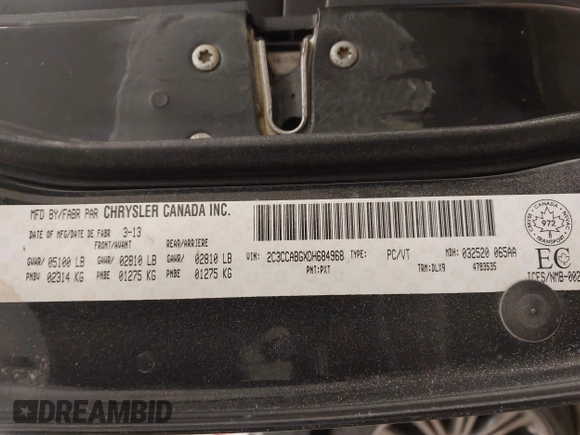 MFD BY/FABR PAR CHRYSLER CANADA INC.
DATE OF MFG/DATE DE FABR 3-13
FRONT/AVANT REAR/ARRIERE
GVWR/ 05100 LB GAWR/ 02810 LB GAWR/ 02810 LB
PNBV 02314 KG PNBE 01275 KG PNBE 01275 KG
VIN: 2C3CCABGXDH684968 TYPE: PC/VT MDH: 032520 065AA
PNT:PXT TRM:DLX9 4783535
CANADA
CMVSS 972 NSVAC
TRANSPORT
EC
ICES/NMB-002
DREAMBID